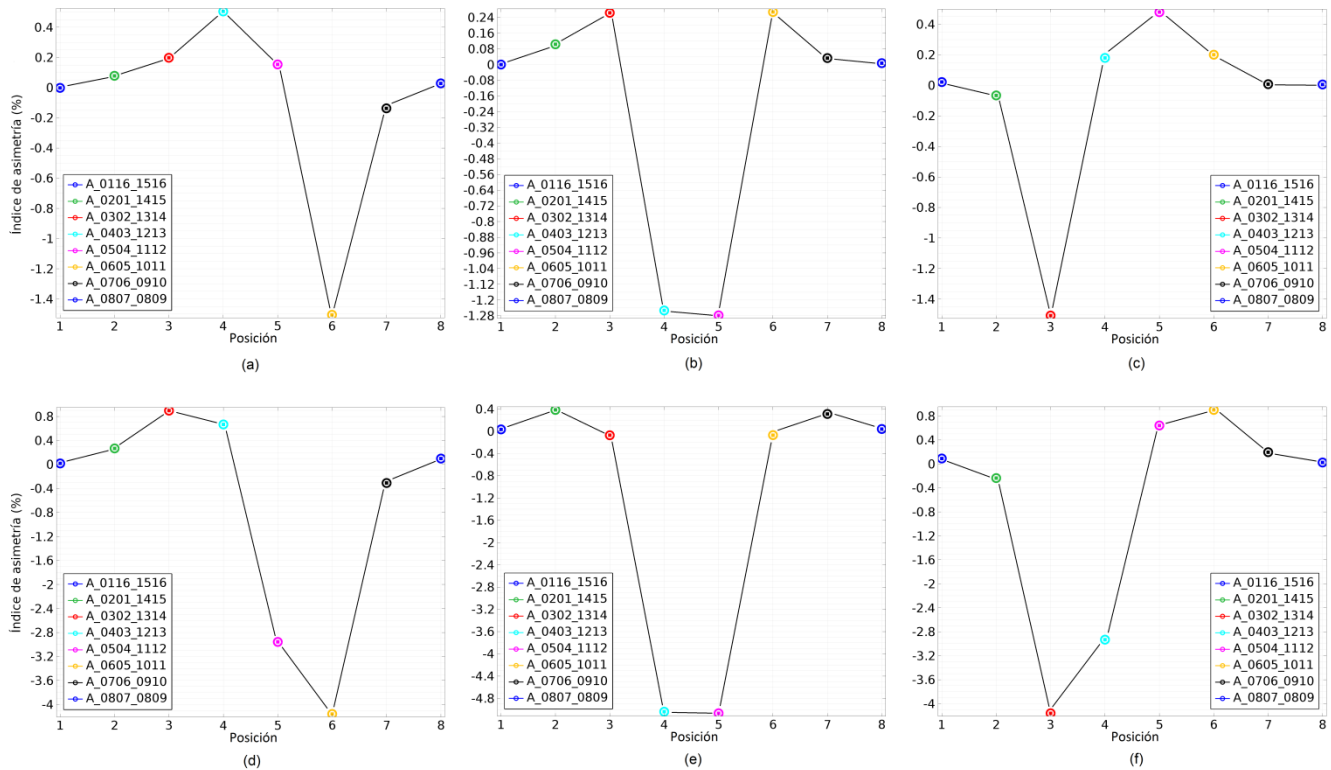 Índice de asimetría (%)
0.4
0.2
0
-0.2
-0.4
-0.6
-0.8
-1
-1.2
-1.4
A_0116_1516
A_0201_1415
A_0302_1314
A_0403_1213
A_0504_1112
A_0605_1011
A_0706_0910
A_0807_0809
1 2 3 4 5 6 7 8
Posición
(a)
0.24
0.16
0.08
0
-0.08
-0.16
-0.24
-0.32
-0.4
-0.48
-0.56
-0.64
-0.72
-0.8
-0.88
-0.96
-1.04
-1.12
-1.2
-1.28
A_0116_1516
A_0201_1415
A_0302_1314
A_0403_1213
A_0504_1112
A_0605_1011
A_0706_0910
A_0807_0809
1 2 3 4 5 6 7 8
Posición
(b)
0.4
0.2
0
-0.2
-0.4
-0.6
-0.8
-1
-1.2
-1.4
A_0116_1516
A_0201_1415
A_0302_1314
A_0403_1213
A_0504_1112
A_0605_1011
A_0706_0910
A_0807_0809
1 2 3 4 5 6 7 8
Posición
(c)
Índice de asimetría (%)
0.8
0.4
0
-0.4
-0.8
-1.2
-1.6
-2
-2.4
-2.8
-3.2
-3.6
-4
A_0116_1516
A_0201_1415
A_0302_1314
A_0403_1213
A_0504_1112
A_0605_1011
A_0706_0910
A_0807_0809
1 2 3 4 5 6 7 8
Posición
(d)
0.4
0
-0.4
-0.8
-1.2
-1.6
-2
-2.4
-2.8
-3.2
-3.6
-4
-4.4
-4.8
A_0116_1516
A_0201_1415
A_0302_1314
A_0403_1213
A_0504_1112
A_0605_1011
A_0706_0910
A_0807_0809
1 2 3 4 5 6 7 8
Posición
(e)
0.8
0.4
0
-0.4
-0.8
-1.2
-1.6
-2
-2.4
-2.8
-3.2
-3.6
-4
A_0116_1516
A_0201_1415
A_0302_1314
A_0403_1213
A_0504_1112
A_0605_1011
A_0706_0910
A_0807_0809
1 2 3 4 5 6 7 8
Posición
(f)